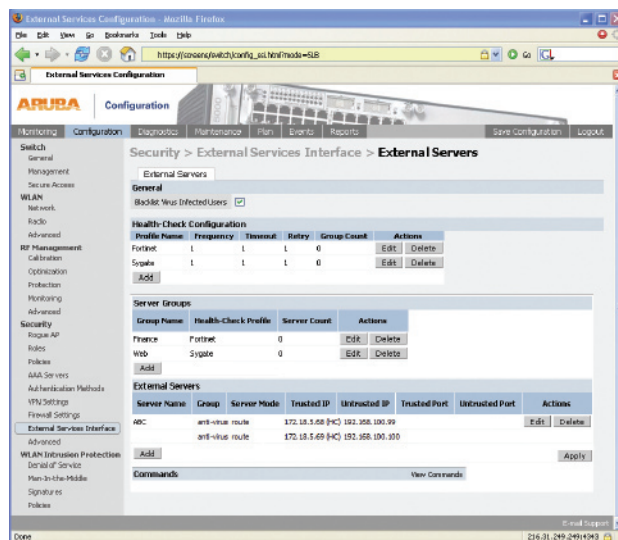 External Services Configuration - Mozilla Firefox
File Edit View Go Bookmarks Tools Help
https://screens/switch/config_esi.html?mode=SLB
Go
External Services Configuration
ARUBA Configuration
Monitoring Configuration Diagnostics Maintenance Plan Events Reports Save Configuration Logout
Switch
General
Management
Secure Access
WLAN
Network
Radio
Advanced
RF Management
Calibration
Optimization
Protection
Monitoring
Advanced
Security
Rogue AP
Roles
Policies
AAA Servers
Authentication Methods
VPN Settings
Firewall Settings
External Services Interface
Advanced
WLAN Intrusion Protection
Denial of Service
Man-In-the-Middle
Signatures
Policies
Security > External Services Interface > External Servers
External Servers
General
Blacklist Virus Infected Users
Health-Check Configuration
Profile Name Frequency Timeout Retry Group Count Actions
Fortinet 1 1 1 0 Edit Delete
Sygate 1 1 1 0 Edit Delete
Add
Server Groups
Group Name Health-Check Profile Server Count Actions
Finance Fortinet 0 Edit Delete
Web Sygate 0 Edit Delete
Add
External Servers
Server Name Group Server Mode Trusted IP Untrusted IP Trusted Port Untrusted Port Actions
ABC anti-virus route 172.18.5.68 (HC) 192.168.100.99 Edit Delete
anti-virus route 172.18.5.69 (HC) 192.168.100.100
Add Apply
Commands View Commands
E-mail Support
Done